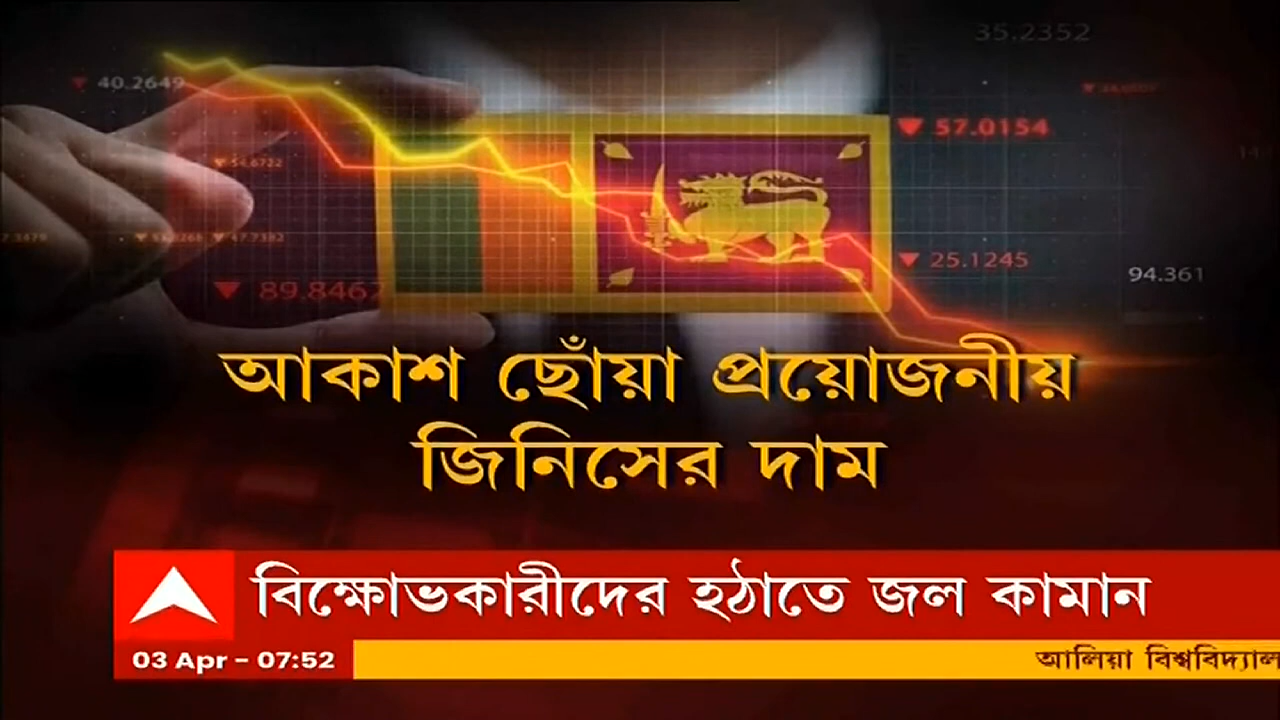 35.2352
40.2649
57.0154
25.1245
94.361
89.846
আকাশ ছোঁয়া প্রয়োজনীয়
জিনিসের দাম
বিক্ষোভকারীদের হঠাতে জল কামান
03 Apr - 07:52
আলিয়া বিশ্ববিদ্যাল